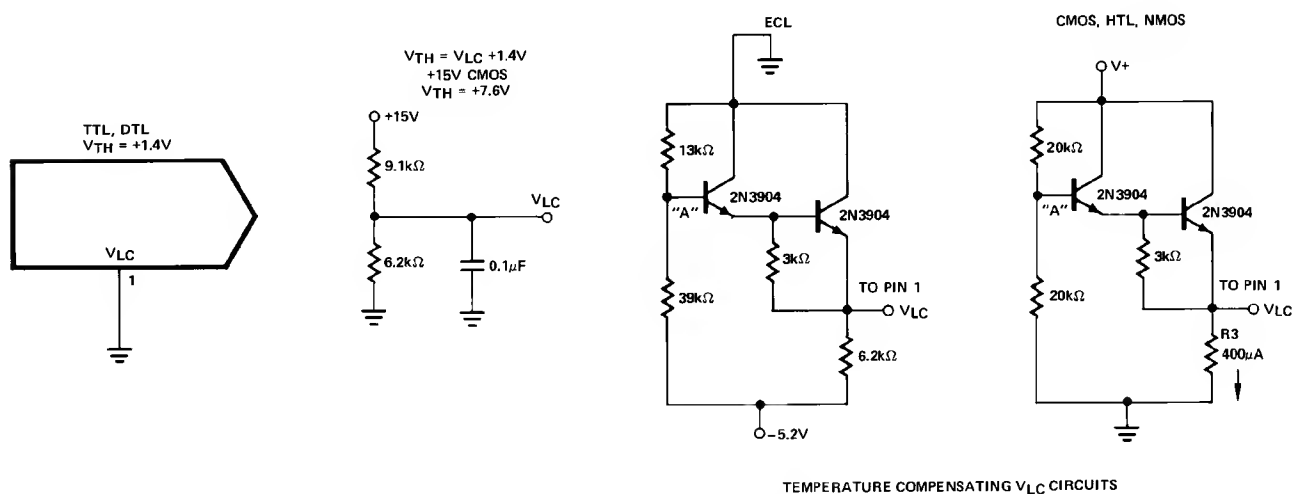 TTL, DTL
VTH = +1.4V
VLC
1
VTH = VLC +1.4V
+15V CMOS
VTH = +7.6V
+15V
9.1kΩ
VLC
6.2kΩ
0.1μF
ECL
13kΩ
2N3904
"A"
2N3904
3kΩ
39kΩ
TO PIN 1
VLC
6.2kΩ
–5.2V
CMOS, HTL, NMOS
V+
20kΩ
2N3904
"A"
2N3904
3kΩ
20kΩ
TO PIN 1
VLC
R3
400μA
TEMPERATURE COMPENSATING VLC CIRCUITS